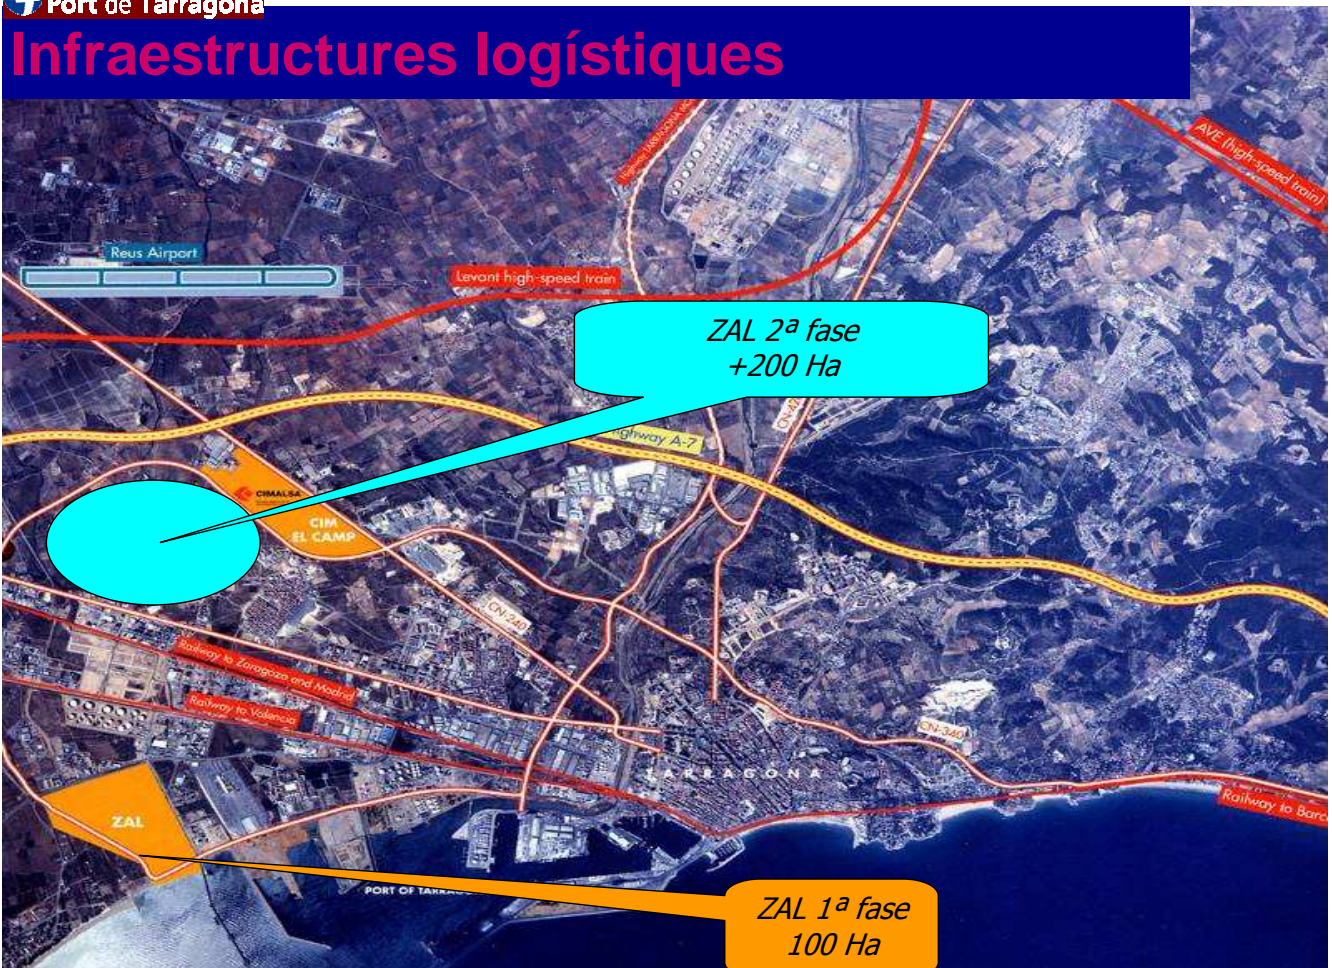 Port de Tarragona
Infraestructures logístiques
AVE (high-speed train)
Reus Airport
Levant high-speed train
ZAL 2ª fase
+200 Ha
Highway A-7
CIMALSA
CIM
EL CAMP
CN-240
Railway to Zaragoza and Madrid
Railway to Valencia
CN-340
TARRAGONA
Railway to Barc
ZAL
PORT OF TARRAG
ZAL 1ª fase
100 Ha